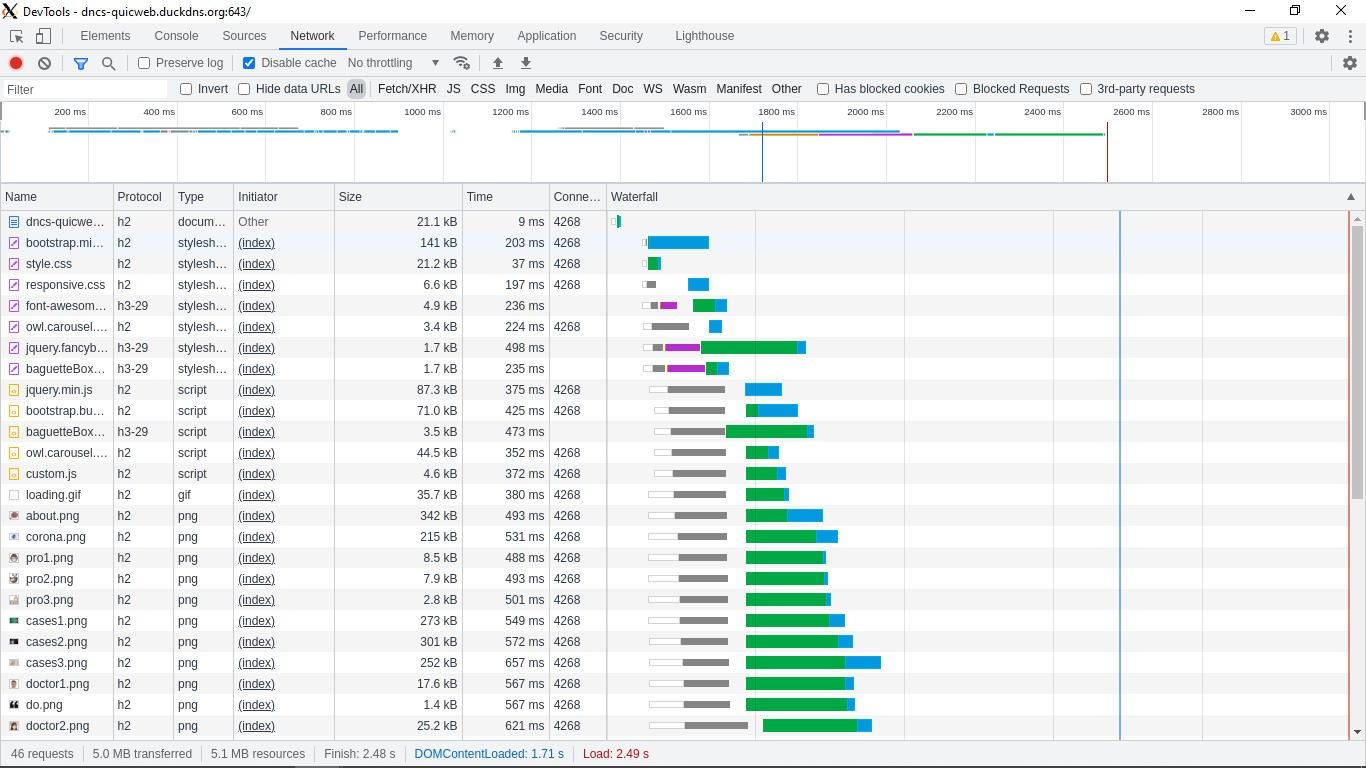 DevTools - dncs-quicweb.duckdns.org:643/
Elements Console Sources Network Performance Memory Application Security Lighthouse 1
Preserve log Disable cache No throttling
Filter Invert Hide data URLs All Fetch/XHR JS CSS Img Media Font Doc WS Wasm Manifest Other Has blocked cookies Blocked Requests 3rd-party requests
200 ms 400 ms 600 ms 800 ms 1000 ms 1200 ms 1400 ms 1600 ms 1800 ms 2000 ms 2200 ms 2400 ms 2600 ms 2800 ms 3000 ms
Name Protocol Type Initiator Size Time Conne... Waterfall
dncs-quicwe... h2 docum... Other 21.1 kB 9 ms 4268
bootstrap.mi... h2 stylesh... (index) 141 kB 203 ms 4268
style.css h2 stylesh... (index) 21.2 kB 37 ms 4268
responsive.css h2 stylesh... (index) 6.6 kB 197 ms 4268
font-awesom... h3-29 stylesh... (index) 4.9 kB 236 ms
owl.carousel.... h2 stylesh... (index) 3.4 kB 224 ms 4268
jquery.fancyb... h3-29 stylesh... (index) 1.7 kB 498 ms
baguetteBox... h3-29 stylesh... (index) 1.7 kB 235 ms
jquery.min.js h2 script (index) 87.3 kB 375 ms 4268
bootstrap.bu... h2 script (index) 71.0 kB 425 ms 4268
baguetteBox... h3-29 script (index) 3.5 kB 473 ms
owl.carousel.... h2 script (index) 44.5 kB 352 ms 4268
custom.js h2 script (index) 4.6 kB 372 ms 4268
loading.gif h2 gif (index) 35.7 kB 380 ms 4268
about.png h2 png (index) 342 kB 493 ms 4268
corona.png h2 png (index) 215 kB 531 ms 4268
pro1.png h2 png (index) 8.5 kB 488 ms 4268
pro2.png h2 png (index) 7.9 kB 493 ms 4268
pro3.png h2 png (index) 2.8 kB 501 ms 4268
cases1.png h2 png (index) 273 kB 549 ms 4268
cases2.png h2 png (index) 301 kB 572 ms 4268
cases3.png h2 png (index) 252 kB 657 ms 4268
doctor1.png h2 png (index) 17.6 kB 567 ms 4268
do.png h2 png (index) 1.4 kB 567 ms 4268
doctor2.png h2 png (index) 25.2 kB 621 ms 4268
46 requests 5.0 MB transferred 5.1 MB resources Finish: 2.48 s DOMContentLoaded: 1.71 s Load: 2.49 s